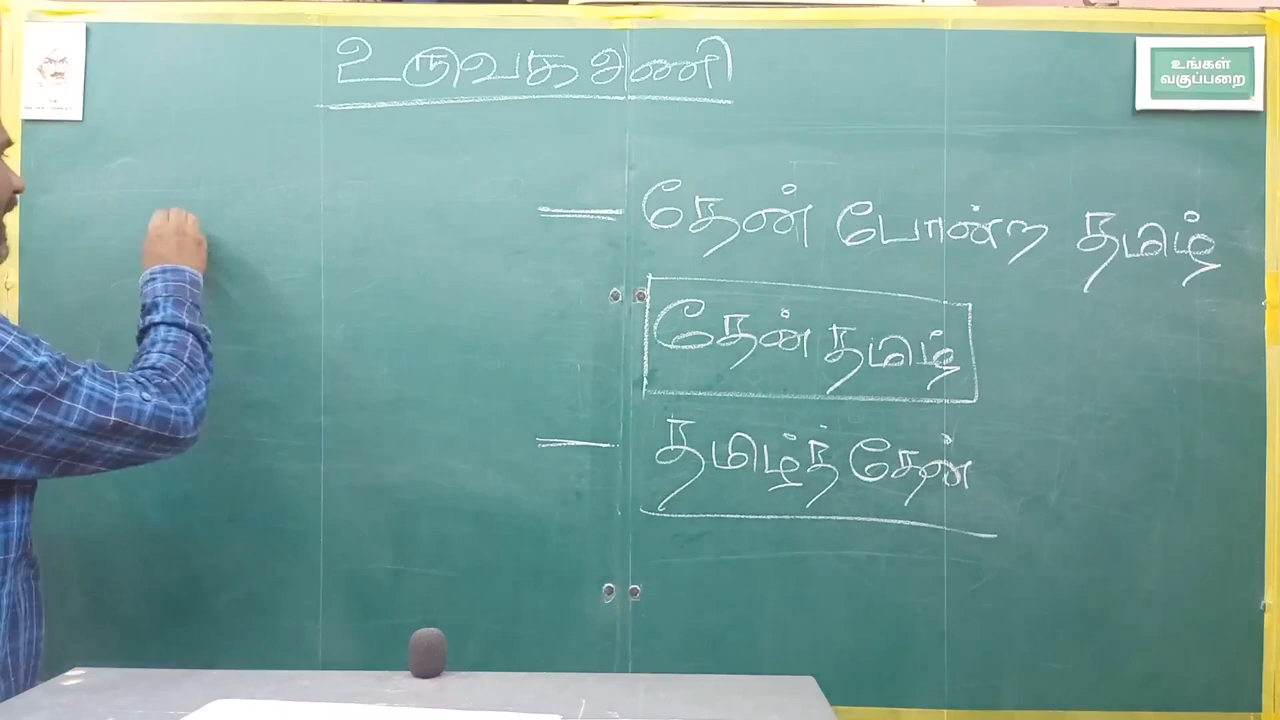 உருவக அணி
உங்கள்
வகுப்பறை
தேன் போன்ற தமிழ்
தேன் தமிழ்
தமிழ்த் தேன்